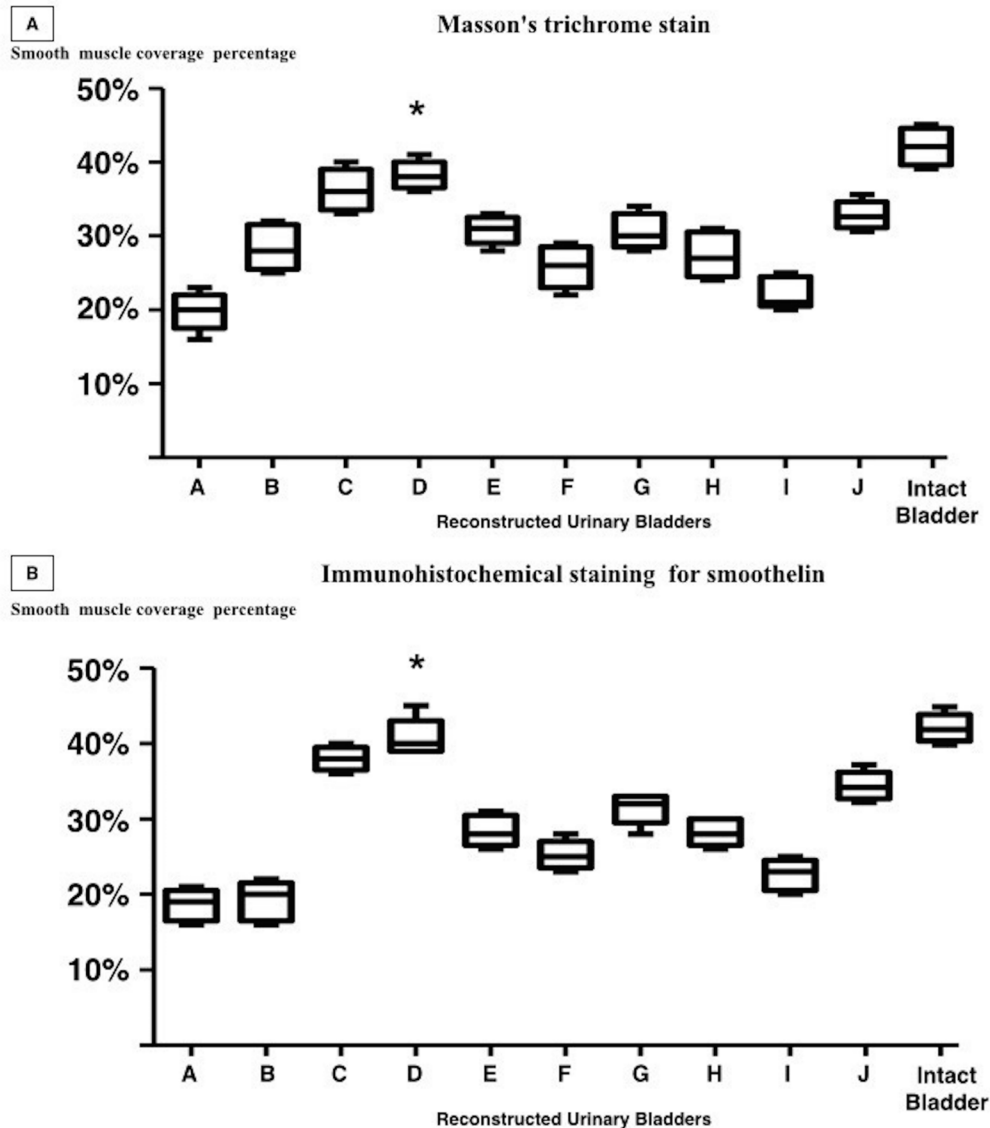 A
Masson's trichrome stain
Smooth muscle coverage percentage
50%
40%
30%
20%
10%
*
A B C D E F G H I J Intact Bladder
Reconstructed Urinary Bladders
B
Immunohistochemical staining for smoothelin
Smooth muscle coverage percentage
50%
40%
30%
20%
10%
*
A B C D E F G H I J Intact Bladder
Reconstructed Urinary Bladders